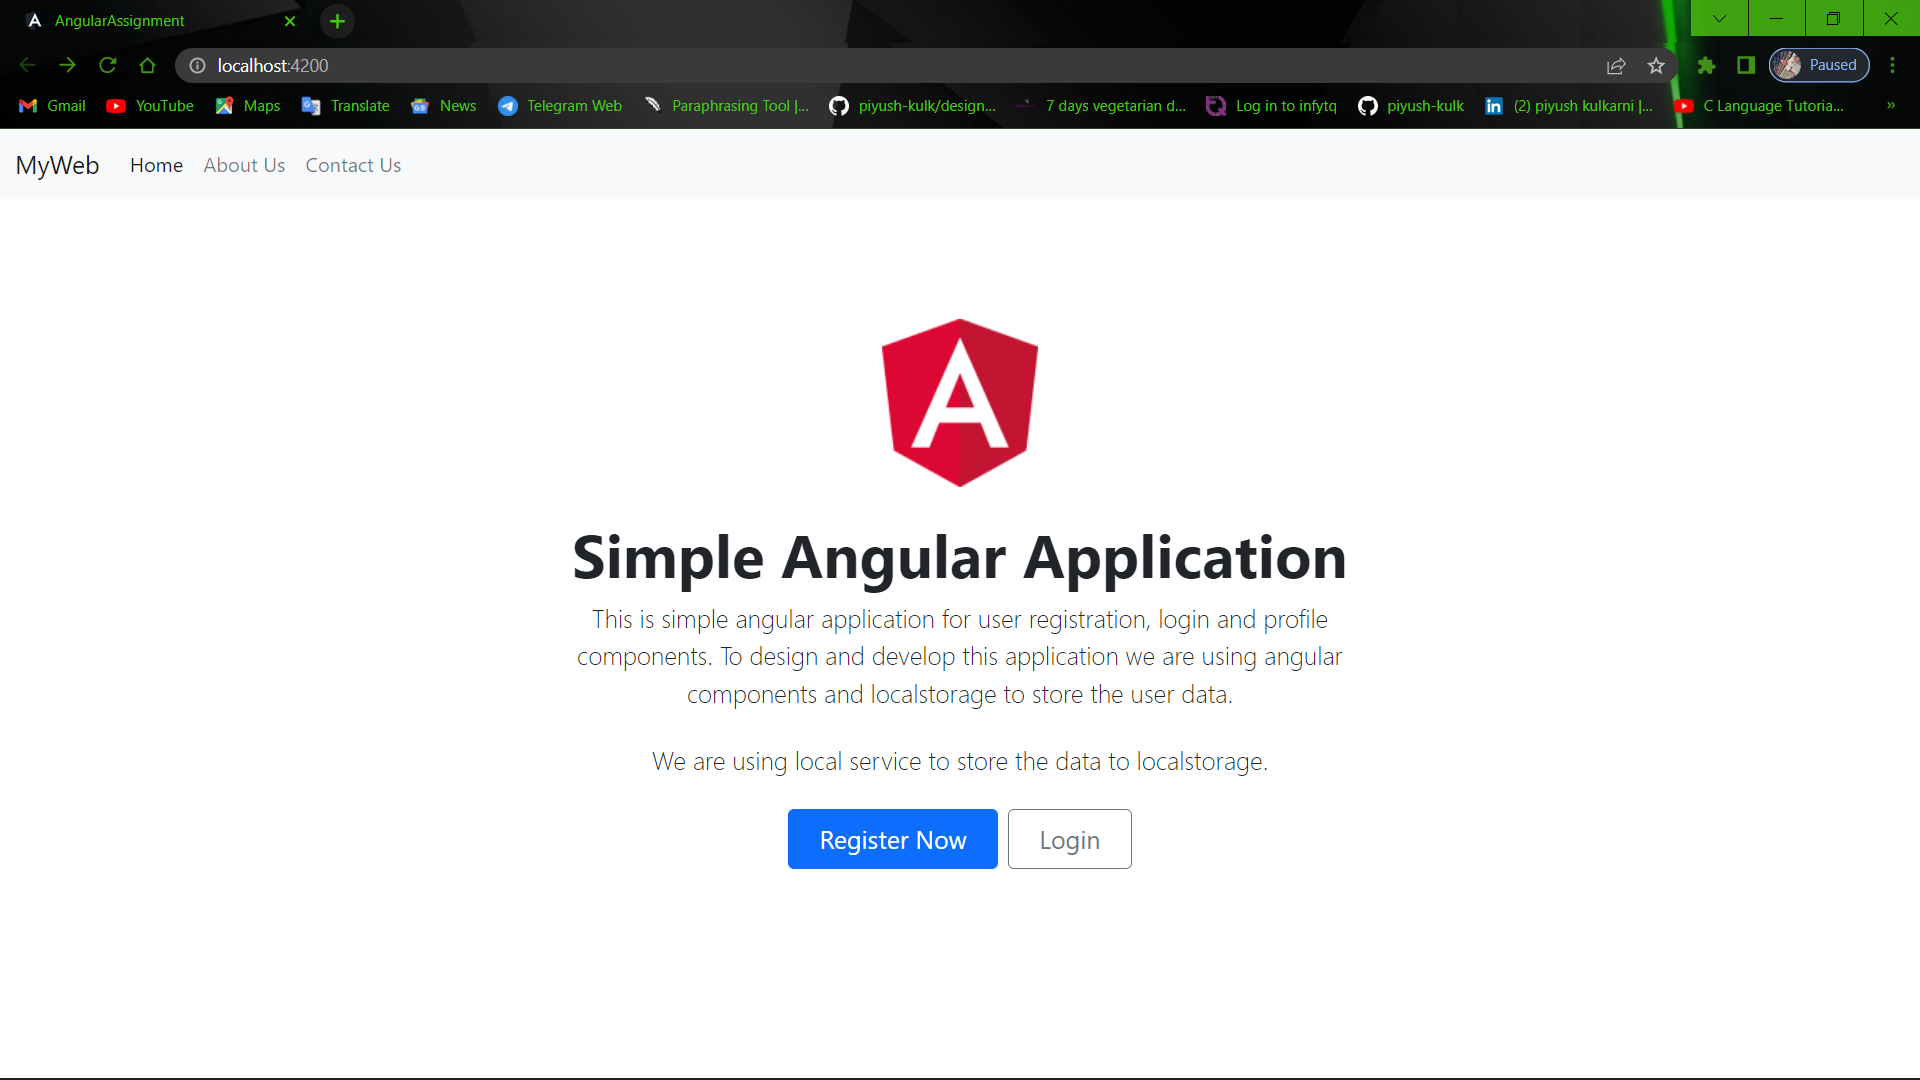 AngularAssignment
localhost:4200
Paused
Gmail YouTube Maps Translate News Telegram Web Paraphrasing Tool |... piyush-kulk/design... 7 days vegetarian d... Log in to infytq piyush-kulk (2) piyush kulkarni |... C Language Tutoria... »
MyWeb Home About Us Contact Us
Simple Angular Application
This is simple angular application for user registration, login and profile
components. To design and develop this application we are using angular
components and localstorage to store the user data.
We are using local service to store the data to localstorage.
Register Now Login